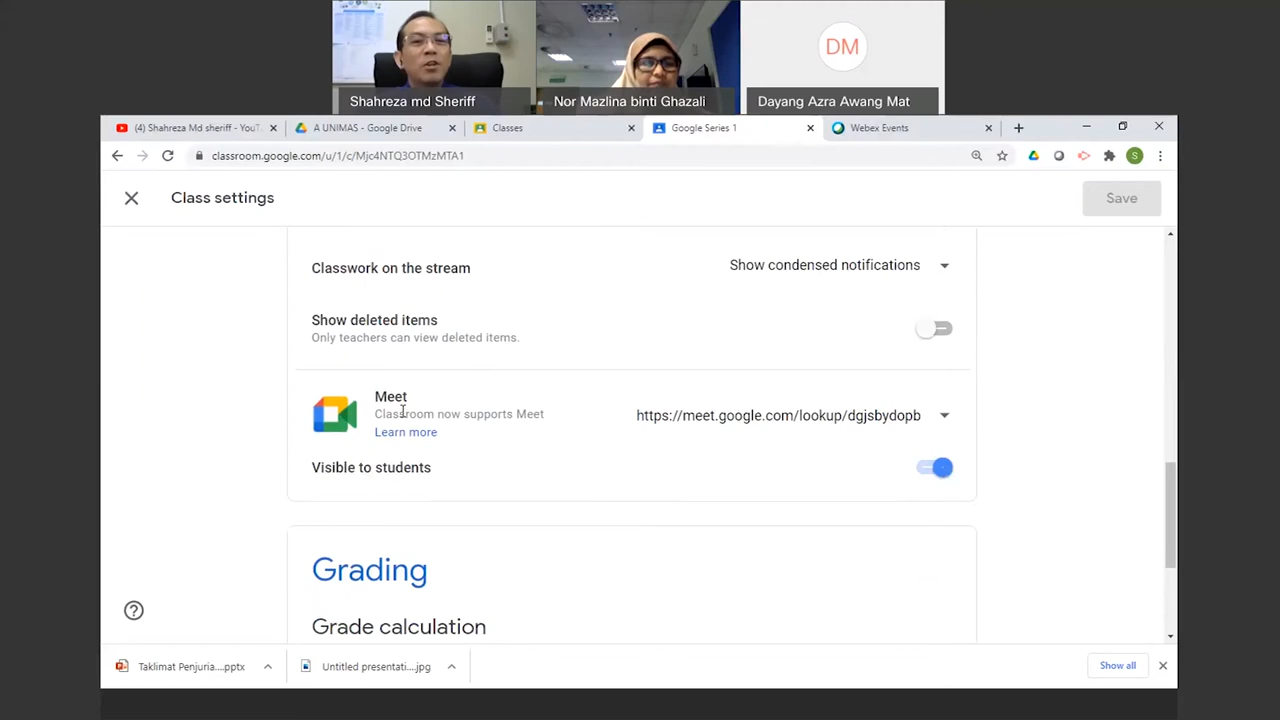 DM
Shahreza md Sheriff
Nor Mazlina binti Ghazali
Dayang Azra Awang Mat
(4) Shahreza Md sheriff - YouT
A UNIMAS - Google Drive
Classes
Google Series 1
Webex Events
classroom.google.com/u/1/c/Mjc4NTQ3OTMzMTA1
S
Class settings
Save
Classwork on the stream
Show condensed notifications
Show deleted items
Only teachers can view deleted items.
Meet
Classroom now supports Meet
https://meet.google.com/lookup/dgjsbydopb
Learn more
Visible to students
Grading
Grade calculation
Taklimat Penjuria....pptx
Untitled presentati....jpg
Show all